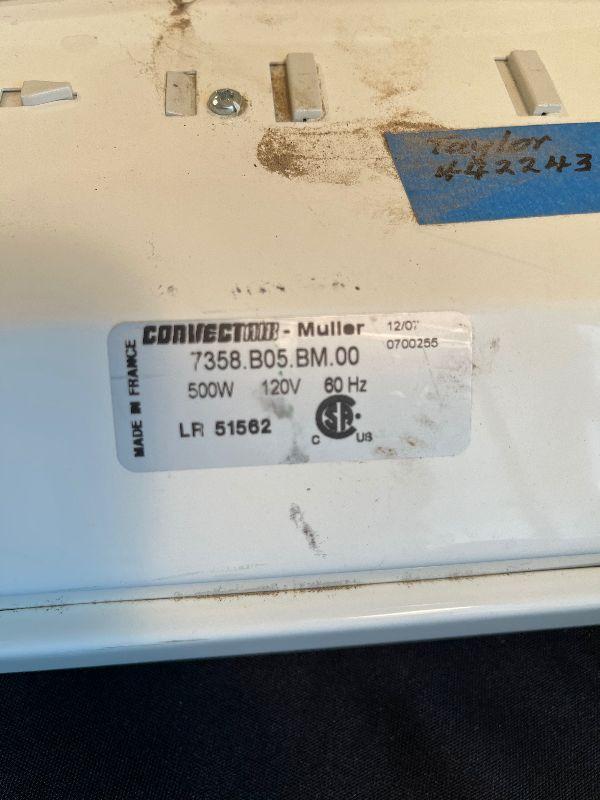 Taylor
442243
CONVECTAIR - Muller 12/07
0700255
7358.B05.BM.00
500W 120V 60 Hz
LR 51562
C US
MADE IN FRANCE